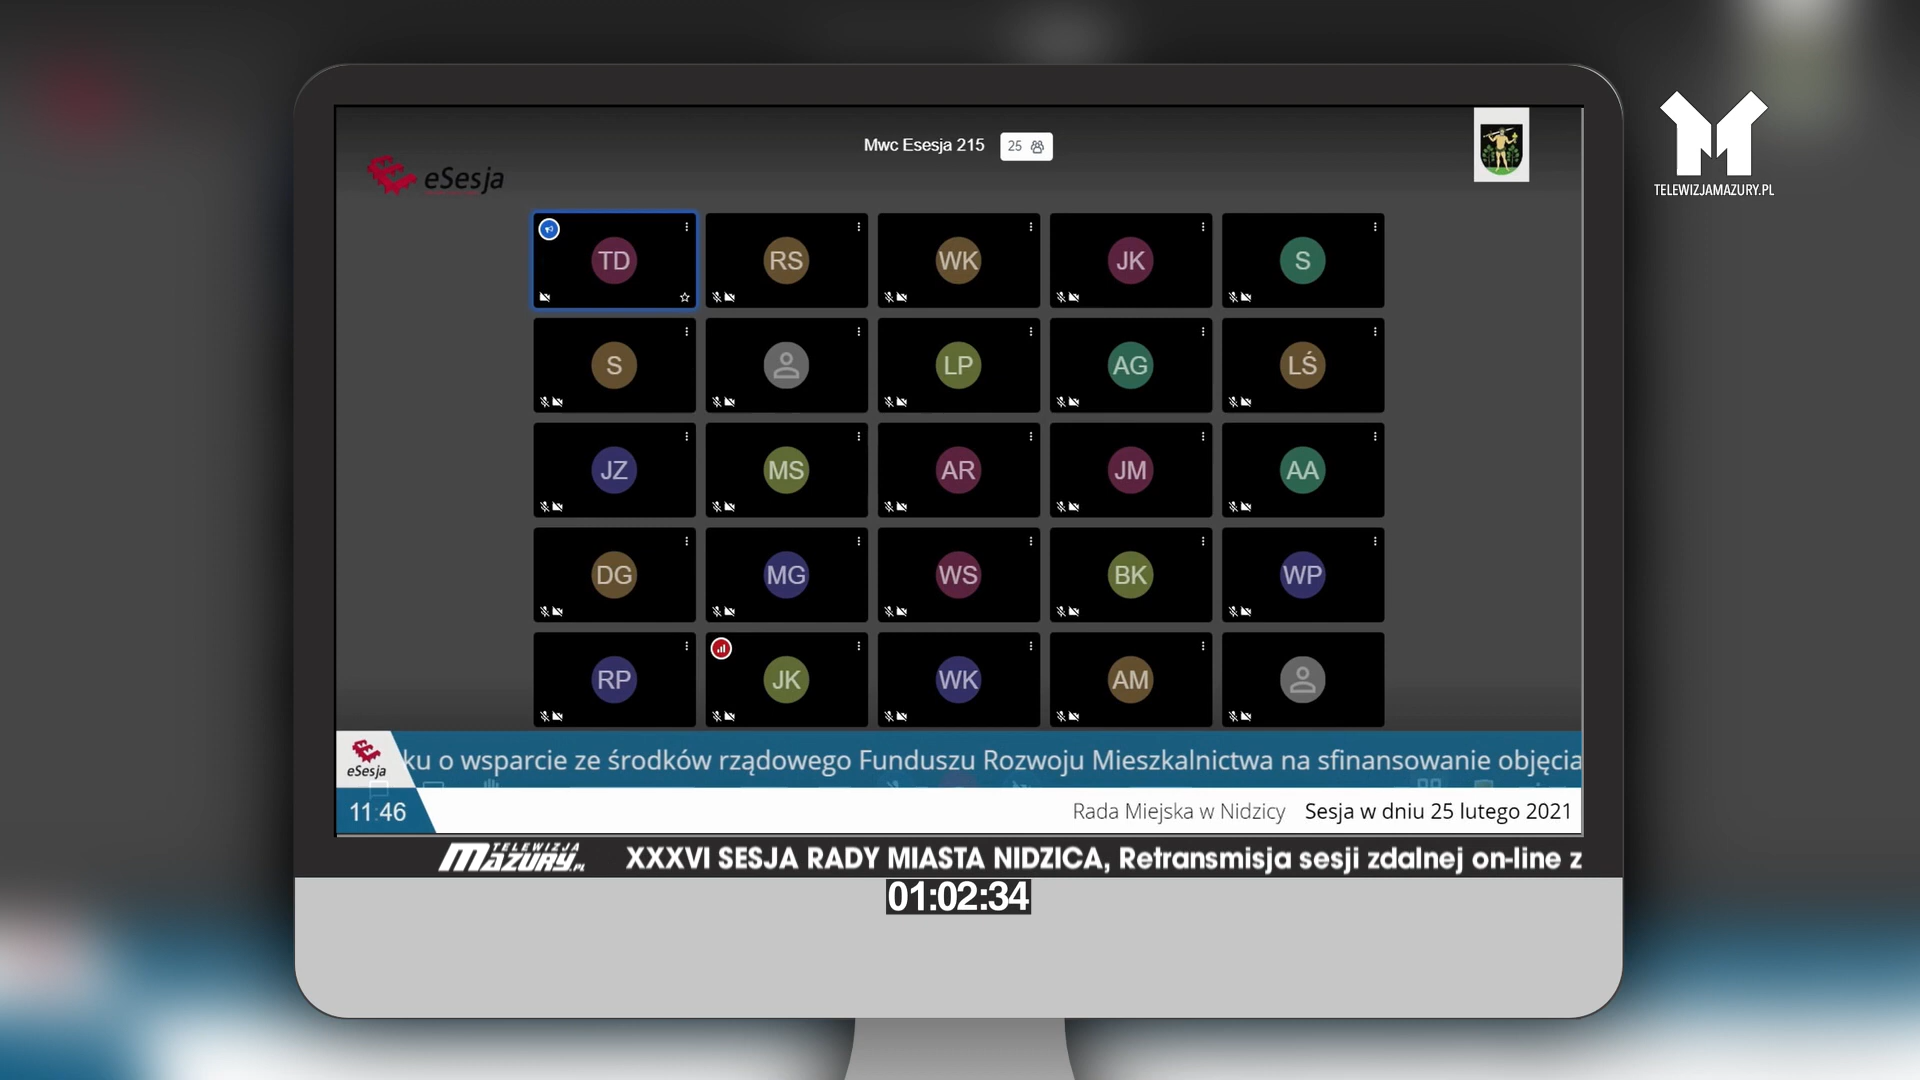 Mwc Esesja 215 25
eSesja
TELEWIZJAMAZURY.PL
TD RS WK JK S
S LP AG LŚ
JZ MS AR JM AA
DG MG WS BK WP
RP JK WK AM
eSesja
ku o wsparcie ze środków rządowego Funduszu Rozwoju Mieszkalnictwa na sfinansowanie objęcia
11:46
Rada Miejska w Nidzicy Sesja w dniu 25 lutego 2021
TELEWIZJA
MAZURY.PL
XXXVI SESJA RADY MIASTA NIDZICA, Retransmisja sesji zdalnej on-line z
01:02:34